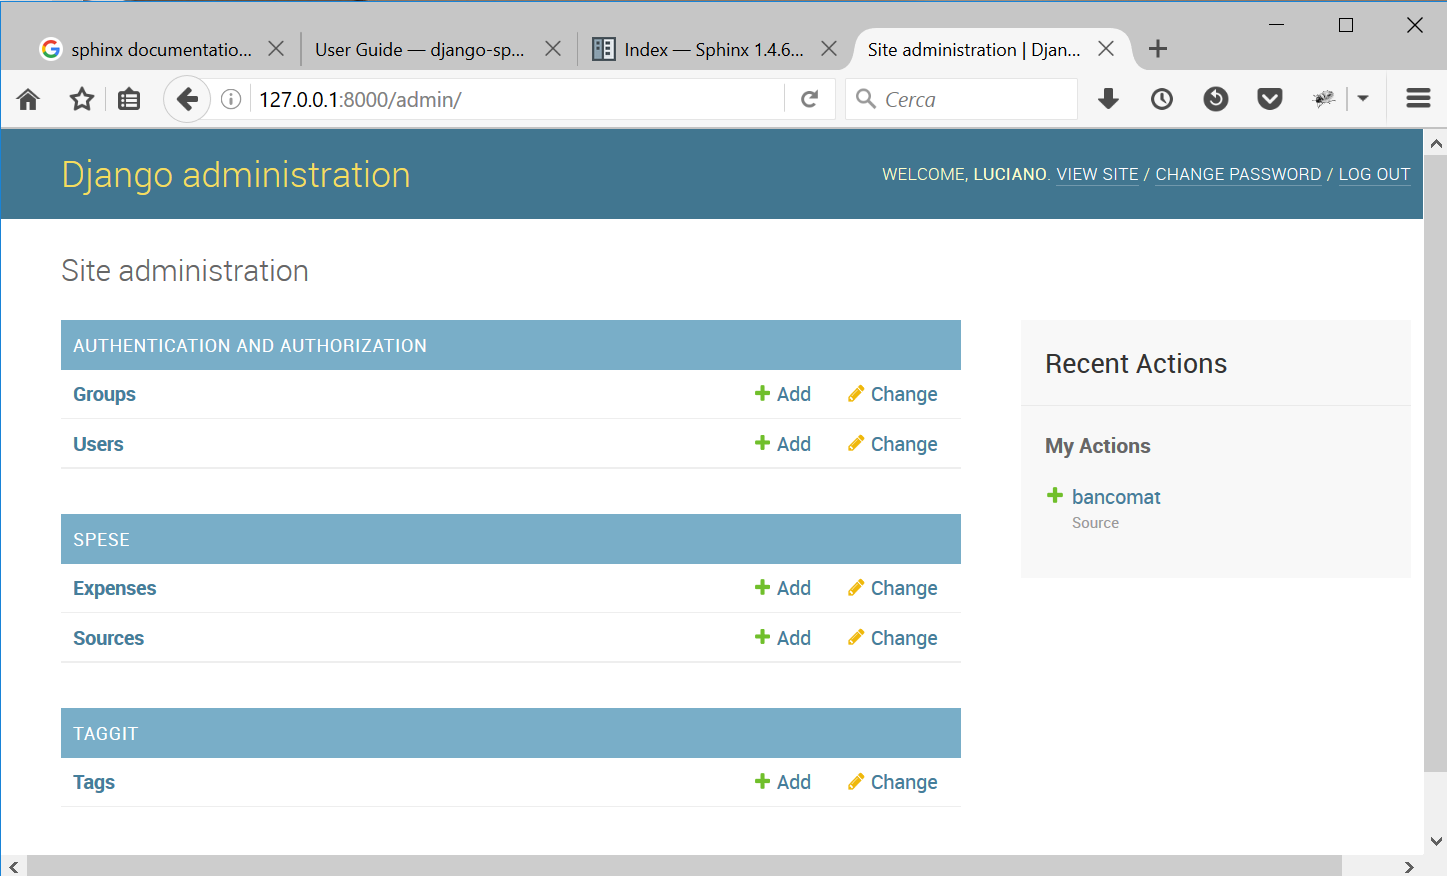 sphinx documentatio...
User Guide — django-sp...
Index — Sphinx 1.4.6...
Site administration | Djan...
127.0.0.1:8000/admin/
Cerca
Django administration
WELCOME, LUCIANO. VIEW SITE / CHANGE PASSWORD / LOG OUT
Site administration
AUTHENTICATION AND AUTHORIZATION
Groups Add Change
Users Add Change
SPESE
Expenses Add Change
Sources Add Change
TAGGIT
Tags Add Change
Recent Actions
My Actions
bancomat
Source